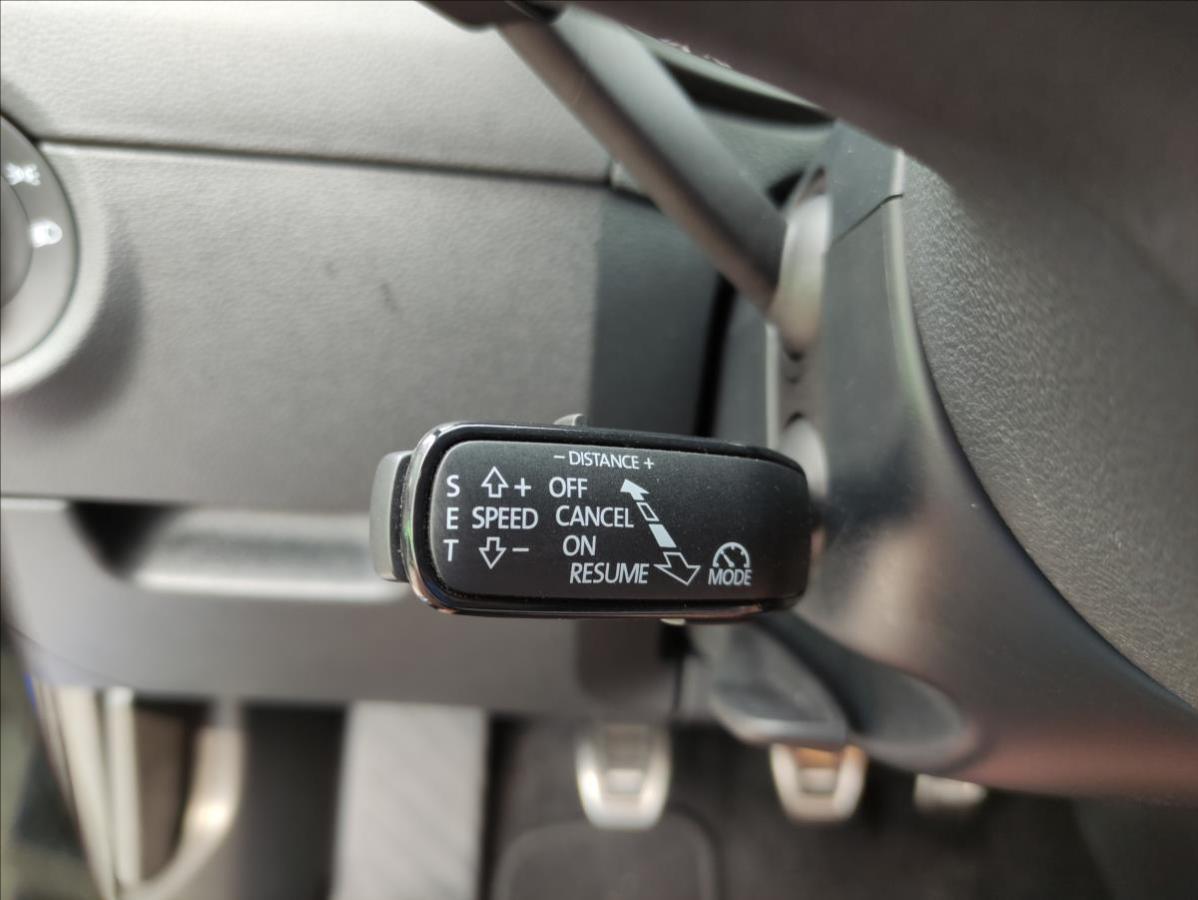 - DISTANCE +
S + OFF
E SPEED CANCEL
T - ON
RESUME MODE